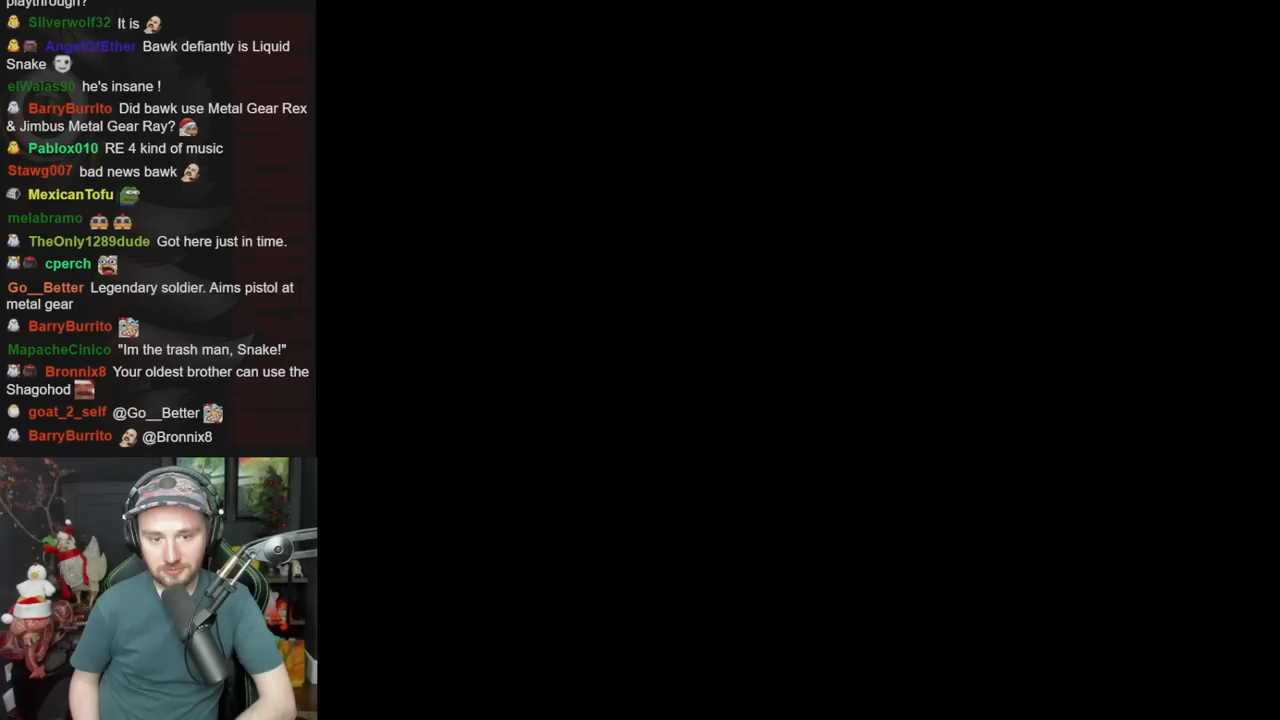 playthrough?
SIlverwolf32 It is
AngelOfEther Bawk defiantly is Liquid
Snake
elWalas90 he's insane !
BarryBurrito Did bawk use Metal Gear Rex
& Jimbus Metal Gear Ray?
Pablox010 RE 4 kind of music
Stawg007 bad news bawk
MexicanTofu
melabramo
TheOnly1289dude Got here just in time.
cperch
Go__Better Legendary soldier. Aims pistol at
metal gear
BarryBurrito
MapacheCinico "Im the trash man, Snake!"
Bronnix8 Your oldest brother can use the
Shagohod
goat_2_self @Go__Better
BarryBurrito @Bronnix8